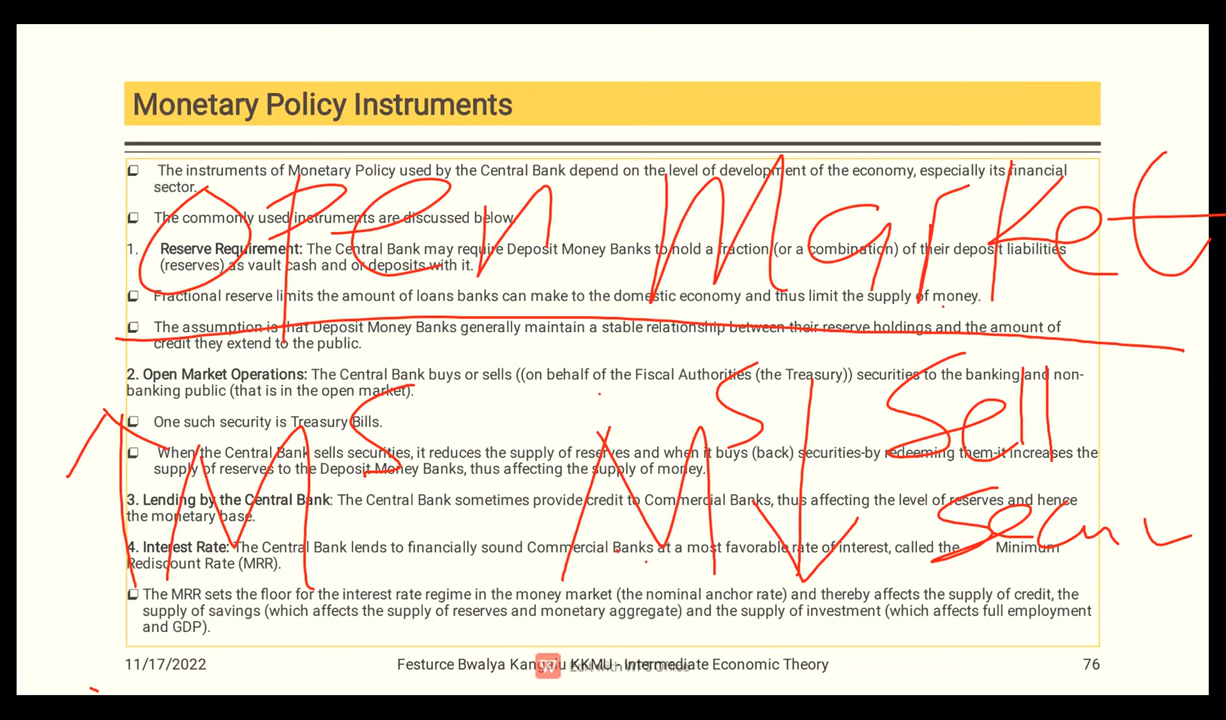 Monetary Policy Instruments
The instruments of Monetary Policy used by the Central Bank depend on the level of development of the economy, especially its financial
sector.
The commonly used instruments are discussed below
1. Reserve Requirement: The Central Bank may require Deposit Money Banks to hold a fraction (or a combination) of their deposit liabilities
(reserves) as vault cash and or deposits with it.
Open Market
Fractional reserve limits the amount of loans banks can make to the domestic economy and thus limit the supply of money.
The assumption is that Deposit Money Banks generally maintain a stable relationship between their reserve holdings and the amount of
credit they extend to the public.
2. Open Market Operations: The Central Bank buys or sells ((on behalf of the Fiscal Authorities (the Treasury)) securities to the banking and non-
banking public (that is in the open market).
One such security is Treasury Bills.
When the Central Bank sells securities, it reduces the supply of reserves and when it buys (back) securities-by redeeming them-it increases the
supply of reserves to the Deposit Money Banks, thus affecting the supply of money.
↑MS MS↓ Sell
3. Lending by the Central Bank: The Central Bank sometimes provide credit to Commercial Banks, thus affecting the level of reserves and hence
the monetary base.
4. Interest Rate: The Central Bank lends to financially sound Commercial Banks at a most favorable rate of interest, called the Minimum
Rediscount Rate (MRR).
The MRR sets the floor for the interest rate regime in the money market (the nominal anchor rate) and thereby affects the supply of credit, the
supply of savings (which affects the supply of reserves and monetary aggregate) and the supply of investment (which affects full employment
and GDP).
11/17/2022 Festurce Bwalya Kangulu KKMU - Intermediate Economic Theory 76